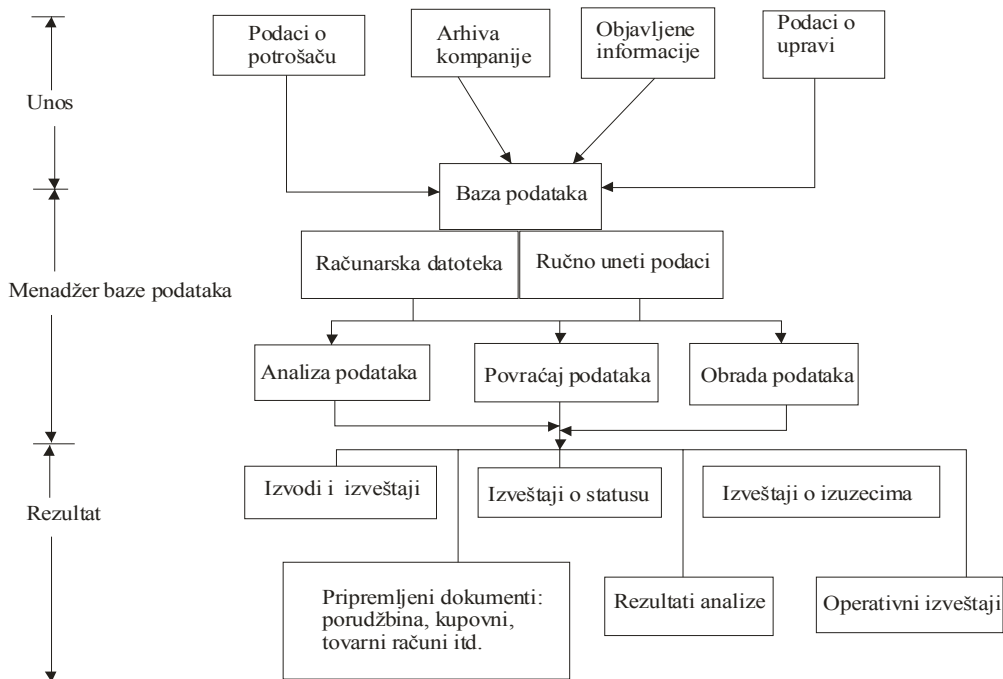 Podaci o
potrošaču
Arhiva
kompanije
Objavljene
informacije
Podaci o
upravi
Unos
Baza podataka
Računarska datoteka
Ručno uneti podaci
Menadžer baze podataka
Analiza podataka
Povraćaj podataka
Obrada podataka
Izvodi i izveštaji
Izveštaji o statusu
Izveštaji o izuzecima
Rezultat
Pripremljeni dokumenti:
porudžbina, kupovni,
tovarni računi itd.
Rezultati analize
Operativni izveštaji